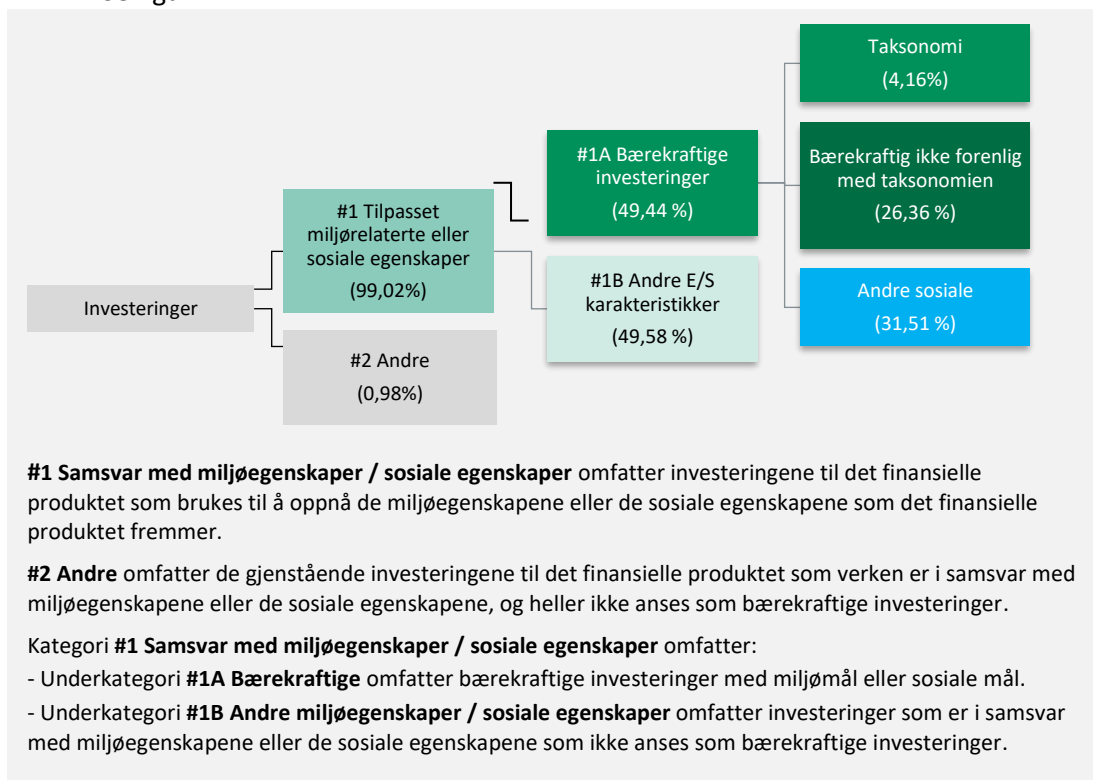 Taksonomi
(4,16%)
#1A Bærekraftige
investeringer
(49,44 %)
Bærekraftig ikke forenlig
med taksonomien
(26,36 %)
#1 Tilpasset
miljørelaterte eller
sosiale egenskaper
(99,02%)
#1B Andre E/S
karakteristikker
(49,58 %)
Andre sosiale
(31,51 %)
Investeringer
#2 Andre
(0,98%)
#1 Samsvar med miljøegenskaper / sosiale egenskaper omfatter investeringene til det finansielle
produktet som brukes til å oppnå de miljøegenskapene eller de sosiale egenskapene som det finansielle
produktet fremmer.
#2 Andre omfatter de gjenstående investeringene til det finansielle produktet som verken er i samsvar med
miljøegenskapene eller de sosiale egenskapene, og heller ikke anses som bærekraftige investeringer.
Kategori #1 Samsvar med miljøegenskaper / sosiale egenskaper omfatter:
- Underkategori #1A Bærekraftige omfatter bærekraftige investeringer med miljømål eller sosiale mål.
- Underkategori #1B Andre miljøegenskaper / sosiale egenskaper omfatter investeringer som er i samsvar
med miljøegenskapene eller de sosiale egenskapene som ikke anses som bærekraftige investeringer.